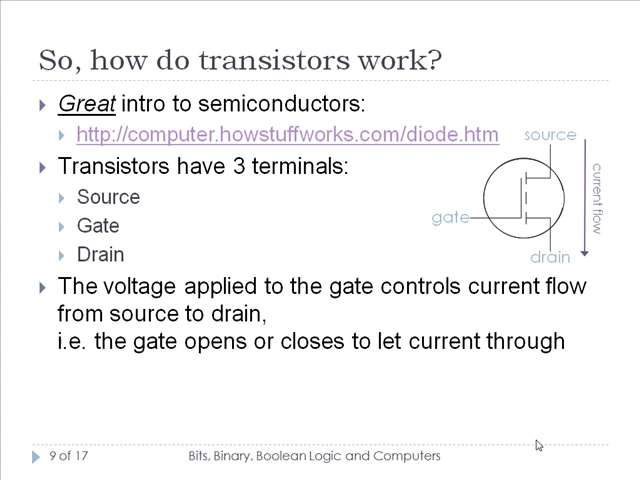 So, how do transistors work?
Great intro to semiconductors:
http://computer.howstuffworks.com/diode.htm
Transistors have 3 terminals:
Source
Gate
Drain
source
gate
drain
current flow
The voltage applied to the gate controls current flow
from source to drain,
i.e. the gate opens or closes to let current through
9 of 17
Bits, Binary, Boolean Logic and Computers